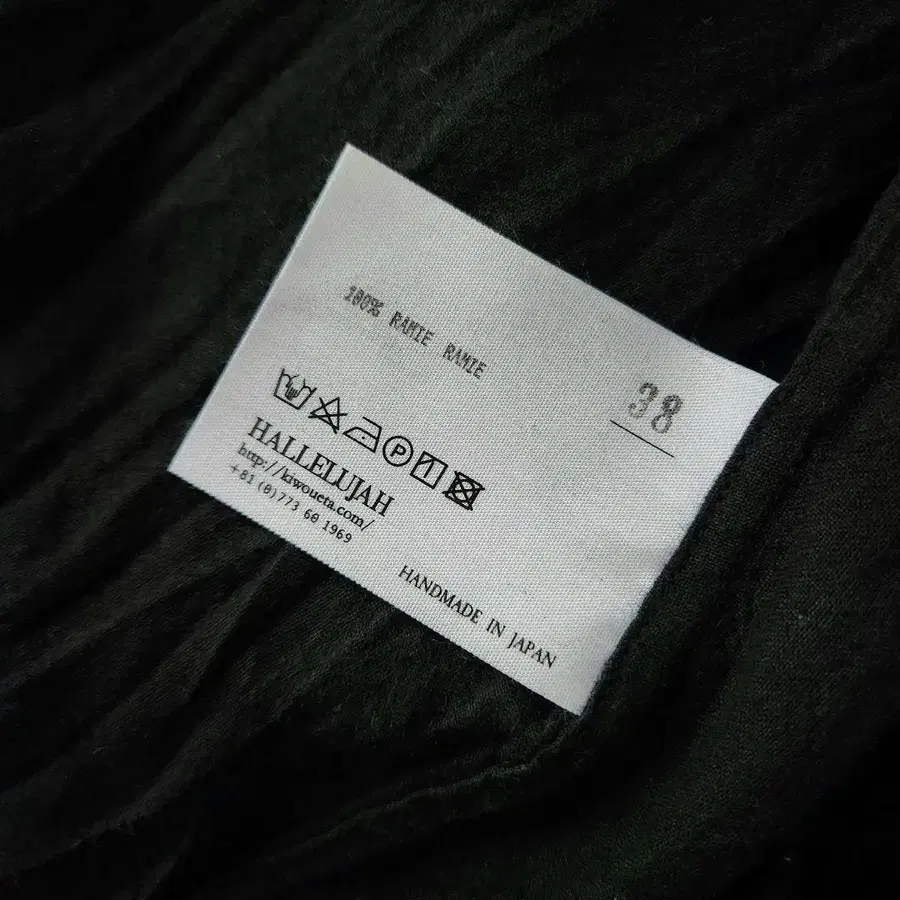 100% RAMIE RAMIE
38
P
HALLELUJAH
http://kiwoueta.com/
+81(0)773 60 1969
HANDMADE IN JAPAN